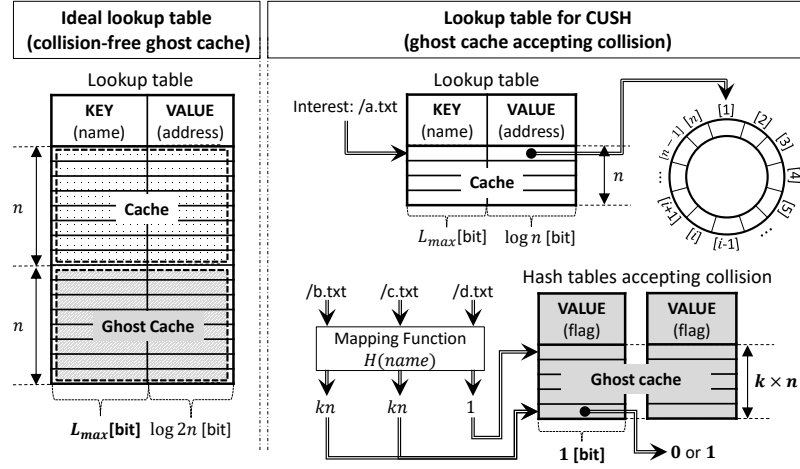 Ideal lookup table
(collision-free ghost cache)
Lookup table for CUSH
(ghost cache accepting collision)
Lookup table
KEY
(name)
VALUE
(address)
n
Cache
n
Ghost Cache
L_max[bit]
log 2n [bit]
Lookup table
Interest: /a.txt
KEY
(name)
VALUE
(address)
Cache
n
L_max[bit]
log n [bit]
[1]
[2]
[3]
[4]
[5]
...
[i-1]
[i]
[i+1]
...
[n − 1]
[n]
Hash tables accepting collision
/b.txt
/c.txt
/d.txt
Mapping Function
H(name)
kn
kn
1
VALUE
(flag)
VALUE
(flag)
Ghost cache
k × n
1 [bit]
0 or 1